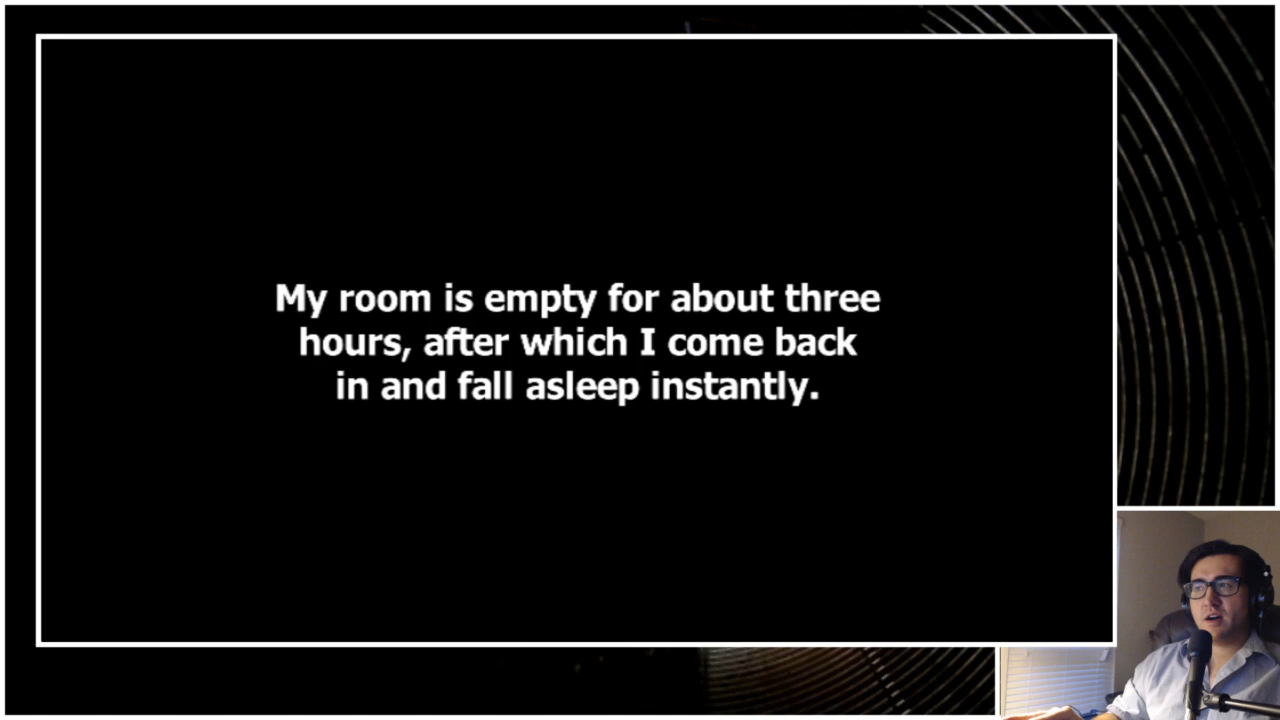 My room is empty for about three
hours, after which I come back
in and fall asleep instantly.